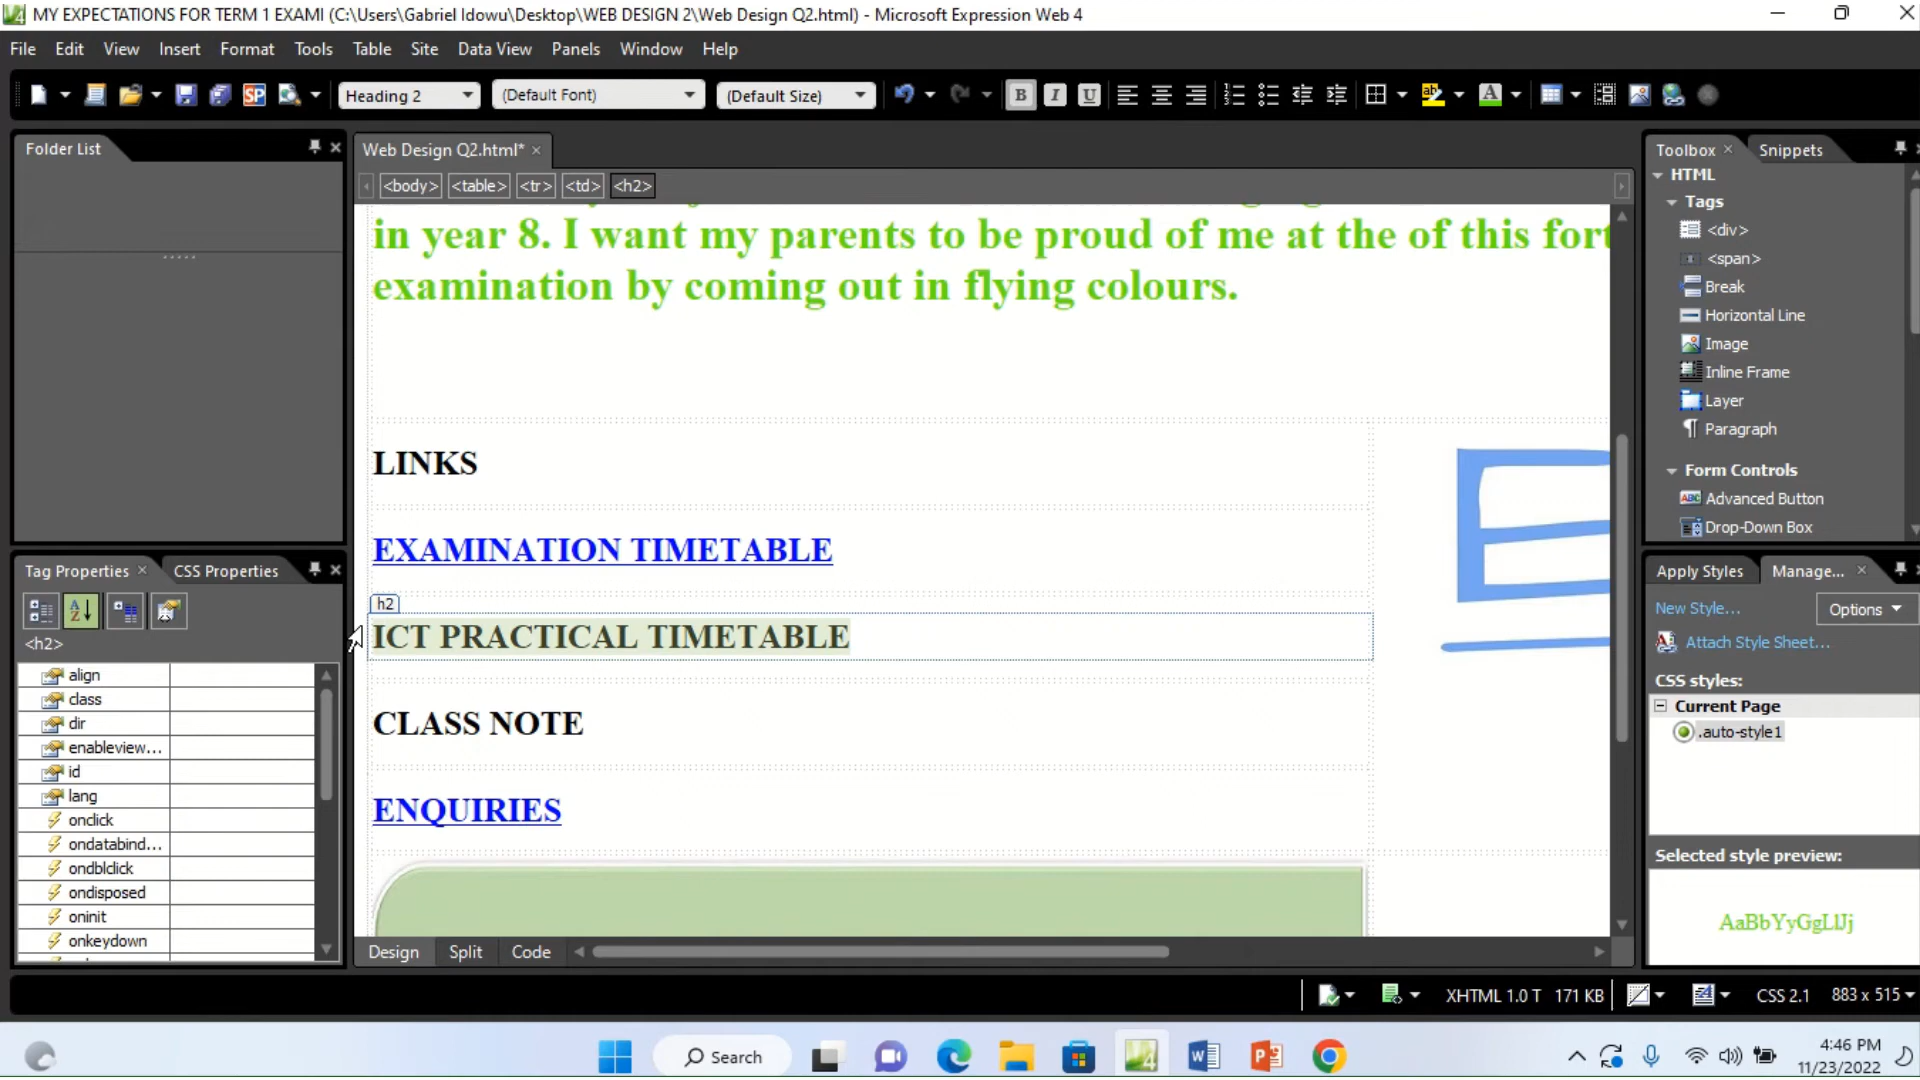 MY EXPECTATIONS FOR TERM 1 EXAMI (C:\Users\Gabriel Idowu\Desktop\WEB DESIGN 2\Web Design Q2.html) - Microsoft Expression Web 4
File Edit View Insert Format Tools Table Site Data View Panels Window Help
Heading 2 (Default Font) (Default Size)
Folder List
Web Design Q2.html*
<body> <table> <tr> <td> <h2>
in year 8. I want my parents to be proud of me at the of this fort
examination by coming out in flying colours.
LINKS
EXAMINATION TIMETABLE
h2
ICT PRACTICAL TIMETABLE
CLASS NOTE
ENQUIRIES
Design Split Code
Tag Properties CSS Properties
<h2>
align
class
dir
enableview...
id
lang
onclick
ondatabind...
ondblclick
ondisposed
oninit
onkeydown
Toolbox Snippets
HTML
Tags
<div>
<span>
Break
Horizontal Line
Image
Inline Frame
Layer
Paragraph
Form Controls
Advanced Button
Drop-Down Box
Apply Styles Manage...
New Style... Options
Attach Style Sheet...
CSS styles:
Current Page
.auto-style1
Selected style preview:
AaBbYyGgLlJj
XHTML 1.0 T 171 KB CSS 2.1 883 x 515
Search
4:46 PM
11/23/2022